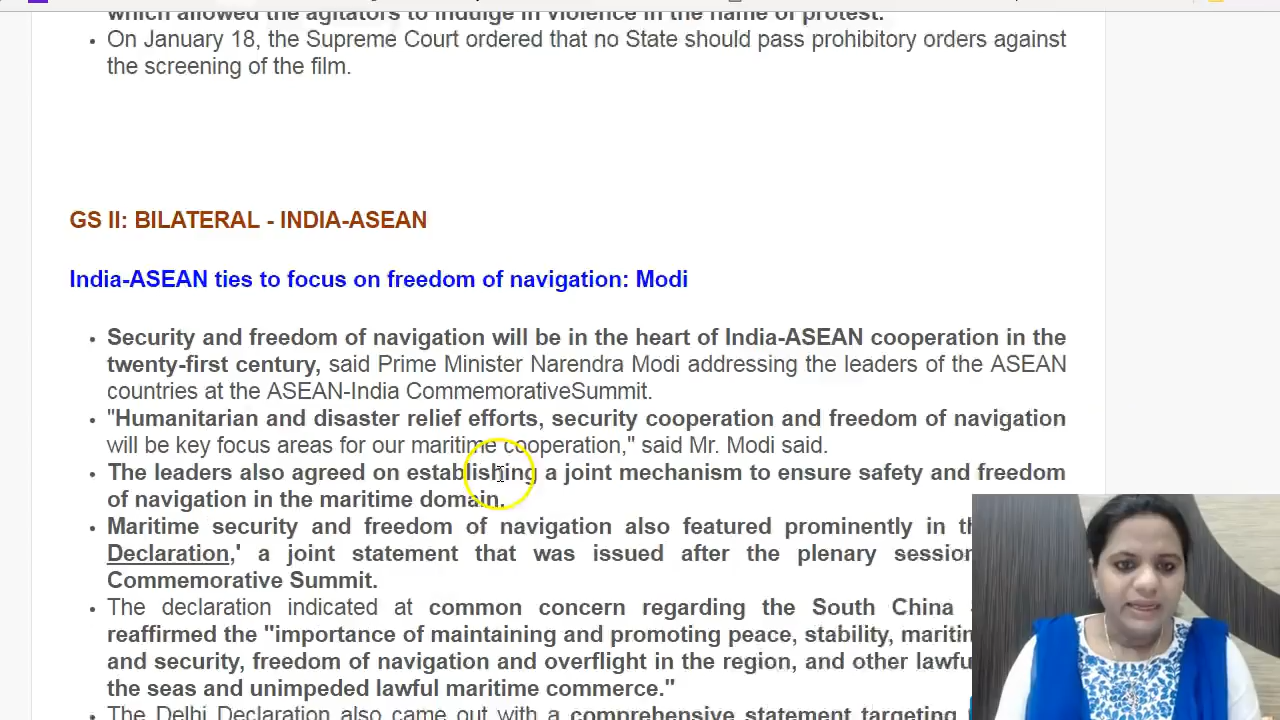 which allowed the agitators to indulge in violence in the name of protest.
• On January 18, the Supreme Court ordered that no State should pass prohibitory orders against
the screening of the film.
GS II: BILATERAL - INDIA-ASEAN
India-ASEAN ties to focus on freedom of navigation: Modi
• Security and freedom of navigation will be in the heart of India-ASEAN cooperation in the
twenty-first century, said Prime Minister Narendra Modi addressing the leaders of the ASEAN
countries at the ASEAN-India CommemorativeSummit.
• "Humanitarian and disaster relief efforts, security cooperation and freedom of navigation
will be key focus areas for our maritime cooperation," said Mr. Modi said.
• The leaders also agreed on establishing a joint mechanism to ensure safety and freedom
of navigation in the maritime domain.
• Maritime security and freedom of navigation also featured prominently in
Declaration,' a joint statement that was issued after the plenary session
Commemorative Summit.
• The declaration indicated at common concern regarding the South China
reaffirmed the "importance of maintaining and promoting peace, stability,
and security, freedom of navigation and overflight in the region, and other
the seas and unimpeded lawful maritime commerce."
• The Delhi Declaration also came out with a comprehensive statement targeting